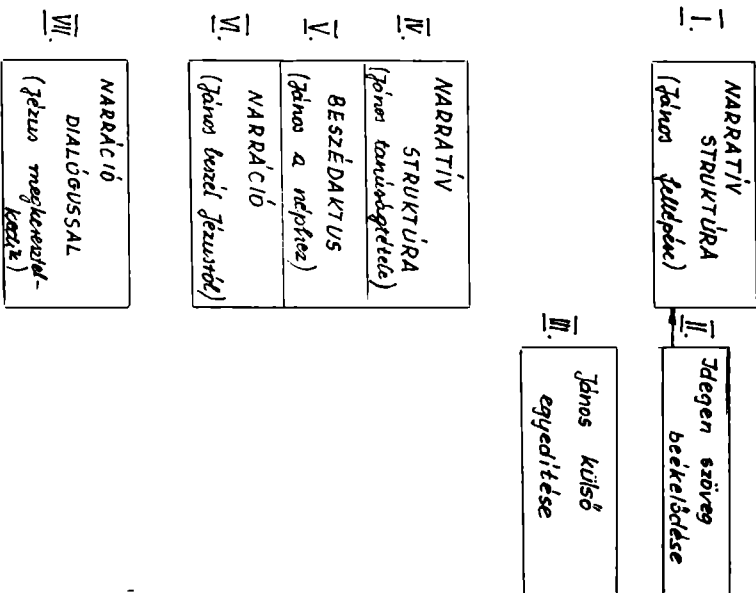 I.
NARRATÍV
STRUKTÚRA
(János fellépése)
II.
Idegen szöveg
beékelődése
III.
János külső
egyedítése
IV.
NARRATÍV
STRUKTÚRA
(János tanúságtétele)
V.
BESZÉDAKTUS
(János a néphez)
VI.
NARRÁCIÓ
(János beszél Jézusról)
VII.
NARRÁCIÓ
DIALÓGUSSAL
(Jézus megkeresztel-
kedik)